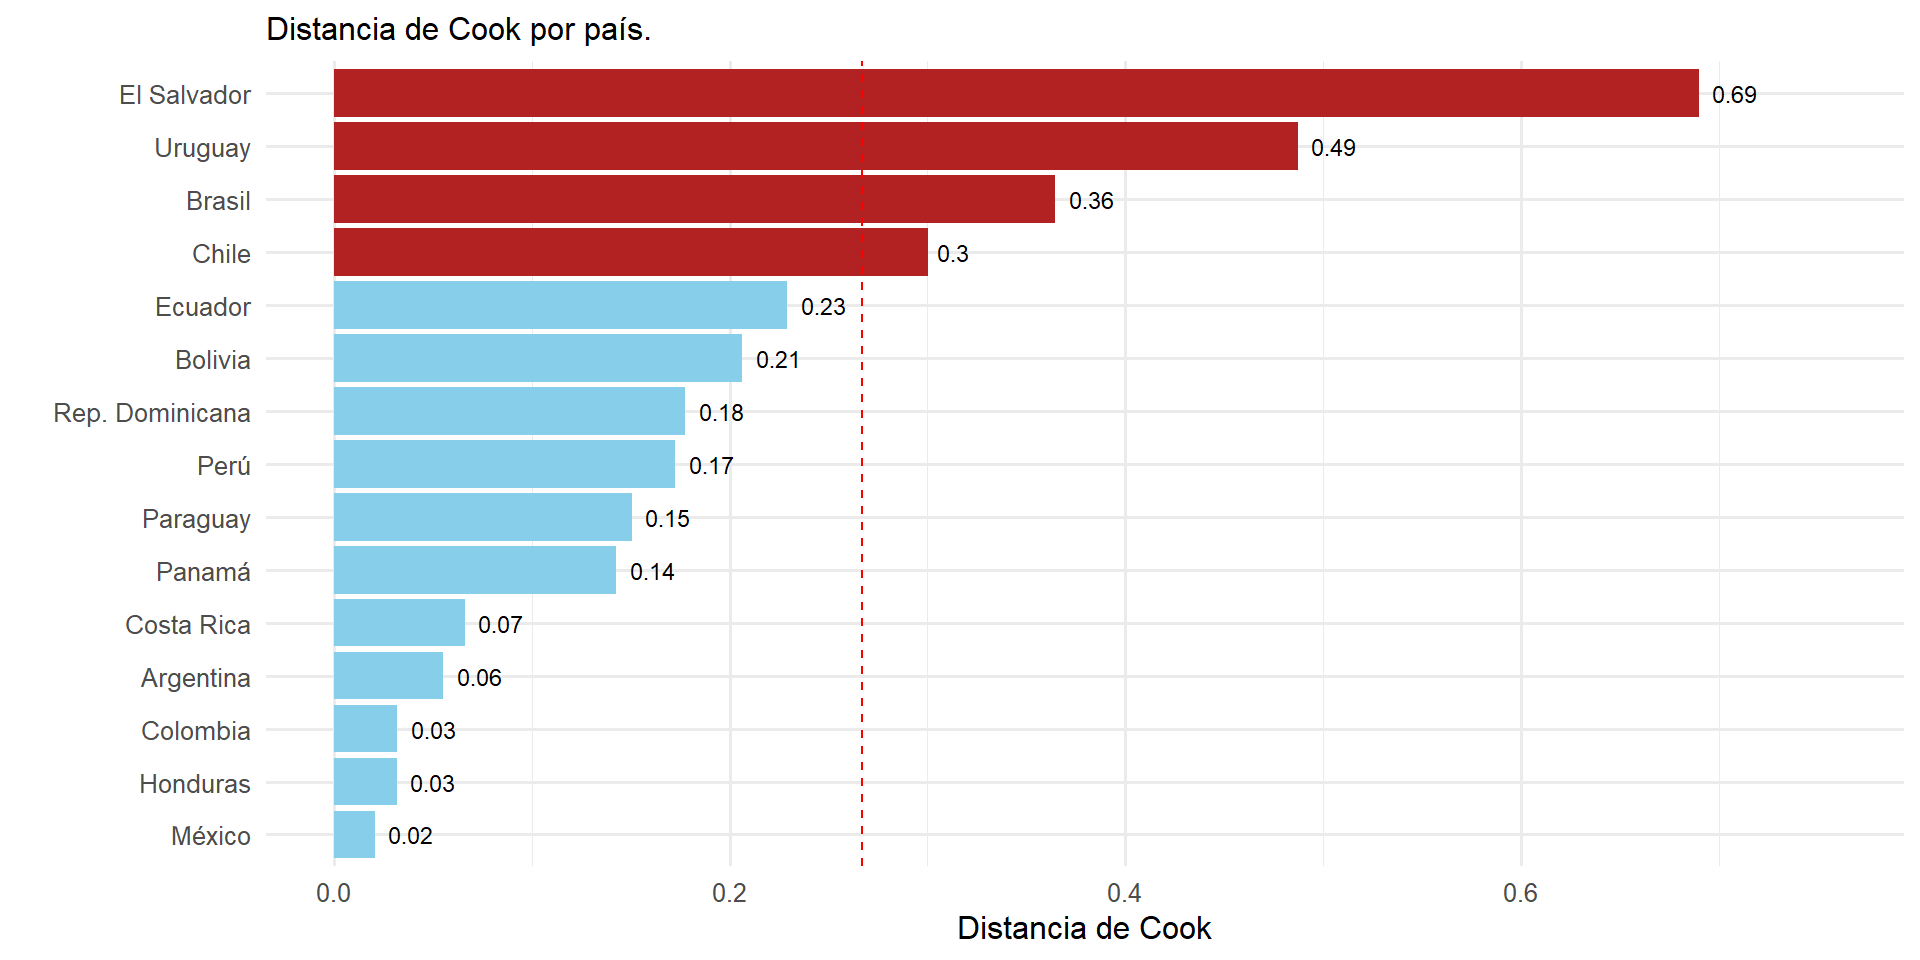 Distancia de Cook por país.
El Salvador 0.69
Uruguay 0.49
Brasil 0.36
Chile 0.3
Ecuador 0.23
Bolivia 0.21
Rep. Dominicana 0.18
Perú 0.17
Paraguay 0.15
Panamá 0.14
Costa Rica 0.07
Argentina 0.06
Colombia 0.03
Honduras 0.03
México 0.02
0.0 0.2 0.4 0.6
Distancia de Cook